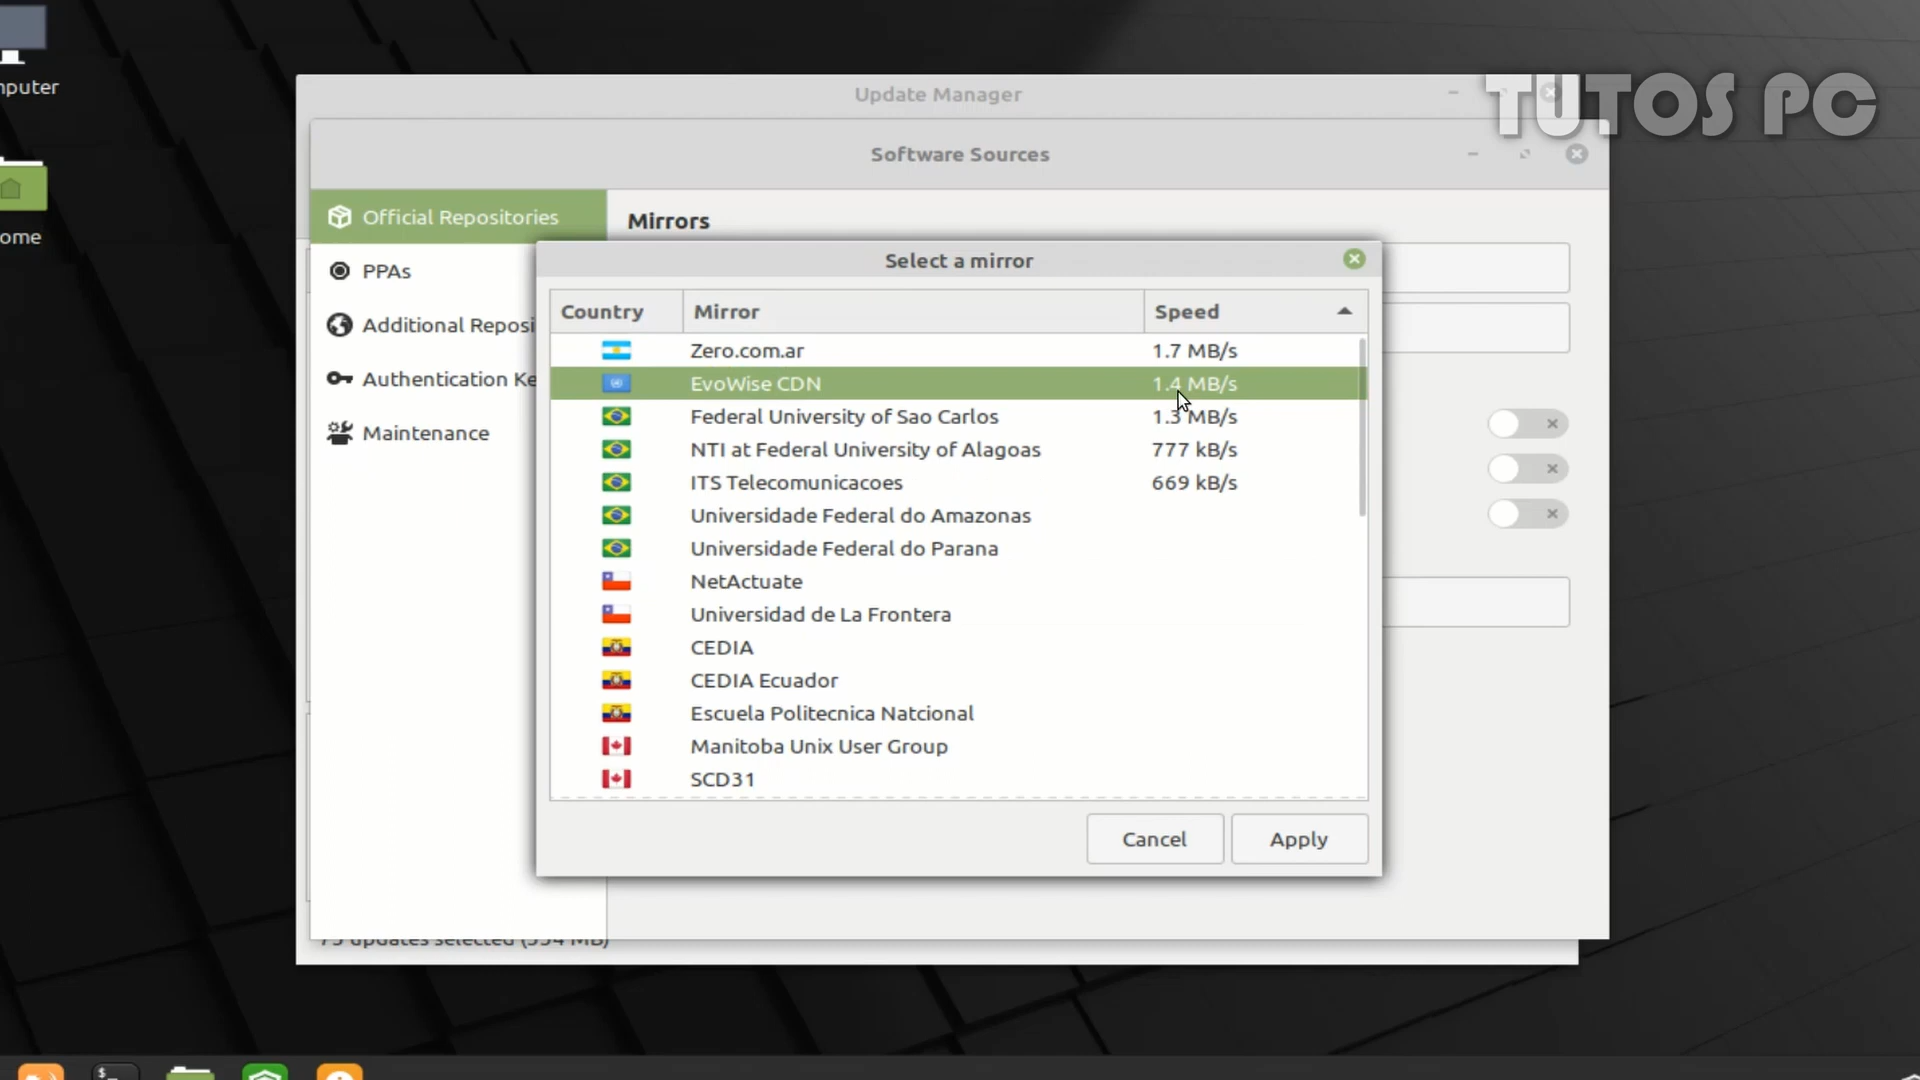 mputer
ome
Update Manager
TUTOS PC
Software Sources
Official Repositories
PPAs
Additional Reposi
Authentication Ke
Maintenance
Mirrors
Select a mirror
Country Mirror Speed
Zero.com.ar 1.7 MB/s
EvoWise CDN 1.4 MB/s
Federal University of Sao Carlos 1.3 MB/s
NTI at Federal University of Alagoas 777 kB/s
ITS Telecomunicacoes 669 kB/s
Universidade Federal do Amazonas
Universidade Federal do Parana
NetActuate
Universidad de La Frontera
CEDIA
CEDIA Ecuador
Escuela Politecnica Natcional
Manitoba Unix User Group
SCD31
Cancel Apply
updates selected